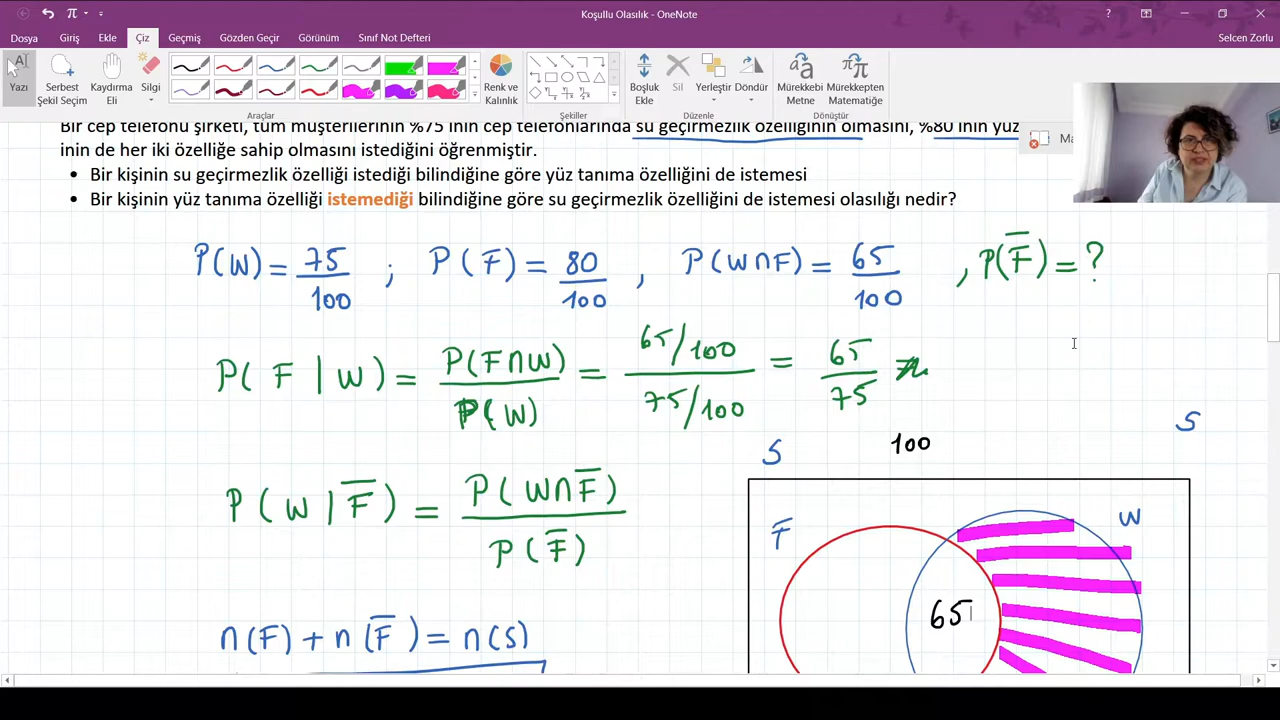 Koşullu Olasılık - OneNote
Dosya Giriş Ekle Çiz Geçmiş Gözden Geçir Görünüm Sınıf Not Defteri
Selcen Zorlu
Yazı
Serbest Şekil Seçim
Kaydırma Eli
Silgi
Renk ve Kalınlık
Boşluk Ekle
Sil
Yerleştir
Döndür
Mürekkebi Metne
Mürekkepten Matematiğe
Araçlar Şekiller Düzenle Dönüştür
Bir cep telefonu şirketi, tüm müşterilerinin %75 inin cep telefonlarında su geçirmezlik özelliğinin olmasını, %80 inin yüz
Ma
inin de her iki özelliğe sahip olmasını istediğini öğrenmiştir.
• Bir kişinin su geçirmezlik özelliği istediği bilindiğine göre yüz tanıma özelliğini de istemesi
• Bir kişinin yüz tanıma özelliği istemediği bilindiğine göre su geçirmezlik özelliğini de istemesi olasılığı nedir?
P(W) = 75/100 ; P(F) = 80/100 , P(W∩F) = 65/100 , P(F̅) = ?
P( F | W ) = P(F∩W)/P(W) = 65/100 / 75/100 = 65/75
S 100 S
P( W | F̅ ) = P(W∩F̅)/P(F̅)
F W
65
n(F) + n(F̅) = n(S)